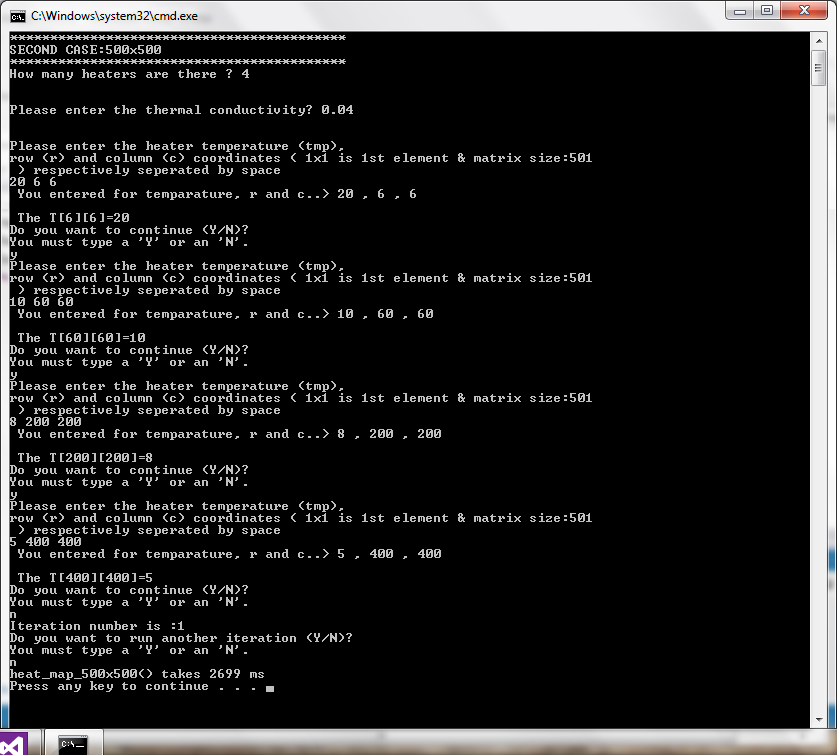 C:\Windows\system32\cmd.exe
******************************************
SECOND CASE:500x500
******************************************
How many heaters are there ? 4
Please enter the thermal conductivity? 0.04
Please enter the heater temperature (tmp),
row (r) and column (c) coordinates ( 1x1 is 1st element & matrix size:501
 ) respectively seperated by space
20 6 6
 You entered for temparature, r and c..> 20 , 6 , 6
 The T[6][6]=20
Do you want to continue (Y/N)?
You must type a 'Y' or an 'N'.
y
Please enter the heater temperature (tmp),
row (r) and column (c) coordinates ( 1x1 is 1st element & matrix size:501
 ) respectively seperated by space
10 60 60
 You entered for temparature, r and c..> 10 , 60 , 60
 The T[60][60]=10
Do you want to continue (Y/N)?
You must type a 'Y' or an 'N'.
y
Please enter the heater temperature (tmp),
row (r) and column (c) coordinates ( 1x1 is 1st element & matrix size:501
 ) respectively seperated by space
8 200 200
 You entered for temparature, r and c..> 8 , 200 , 200
 The T[200][200]=8
Do you want to continue (Y/N)?
You must type a 'Y' or an 'N'.
y
Please enter the heater temperature (tmp),
row (r) and column (c) coordinates ( 1x1 is 1st element & matrix size:501
 ) respectively seperated by space
5 400 400
 You entered for temparature, r and c..> 5 , 400 , 400
 The T[400][400]=5
Do you want to continue (Y/N)?
You must type a 'Y' or an 'N'.
n
Iteration number is :1
Do you want to run another iteration (Y/N)?
You must type a 'Y' or an 'N'.
n
heat_map_500x500() takes 2699 ms
Press any key to continue . . .